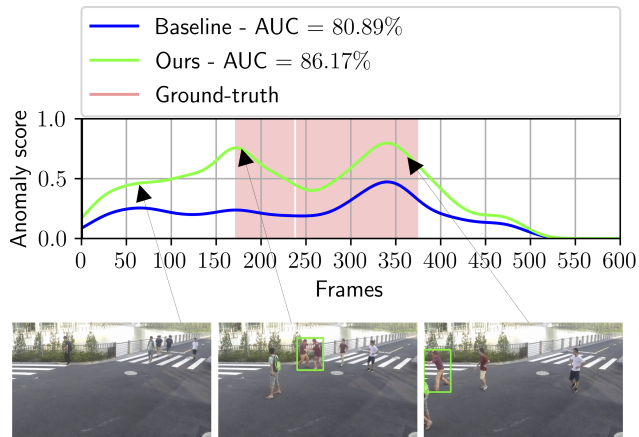 Baseline - AUC = 80.89%
Ours - AUC = 86.17%
Ground-truth
Anomaly score
1.0
0.5
0.0
0 50 100 150 200 250 300 350 400 450 500 550 600
Frames